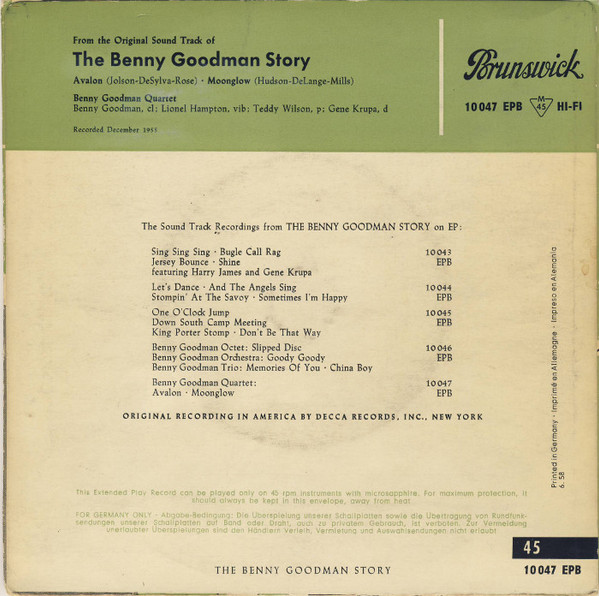 From the Original Sound Track of
The Benny Goodman Story
Avalon (Jolson-DeSylva-Rose) · Moonglow (Hudson-DeLange-Mills)
Benny Goodman Quartet
Benny Goodman, cl: Lionel Hampton, vib: Teddy Wilson, p: Gene Krupa, d
Recorded December 1955
Brunswick
10 047 EPB M 45 HI-FI
The Sound Track Recordings from THE BENNY GOODMAN STORY on EP:
Sing Sing Sing · Bugle Call Rag 10 043
Jersey Bounce · Shine EPB
featuring Harry James and Gene Krupa
Let's Dance · And The Angels Sing 10 044
Stompin' At The Savoy · Sometimes I'm Happy EPB
One O'Clock Jump 10 045
Down South Camp Meeting EPB
King Porter Stomp · Don't Be That Way
Benny Goodman Octet: Slipped Disc 10 046
Benny Goodman Orchestra: Goody Goody EPB
Benny Goodman Trio: Memories Of You · China Boy
Benny Goodman Quartet: 10 047
Avalon · Moonglow EPB
ORIGINAL RECORDING IN AMERICA BY DECCA RECORDS, INC., NEW YORK
Printed in Germany · Imprimé en Allemagne · Impreso en Alemania
6. 58
This Extended Play Record can be played only on 45 rpm instruments with microsapphire. For maximum protection, it
should always be kept in this envelope, away from heat
FOR GERMANY ONLY - Abgabe-Bedingung: Die Überspielung unserer Schallplatten sowie die Übertragung von Rundfunk-
sendungen unserer Schallplatten auf Band oder Draht, auch zu privatem Gebrauch, ist verboten. Zur Vermeidung
unerlaubter Überspielungen sind den Händlern Verleih, Vermietung und Auswahlsendungen nicht erlaubt
45
THE BENNY GOODMAN STORY
10 047 EPB